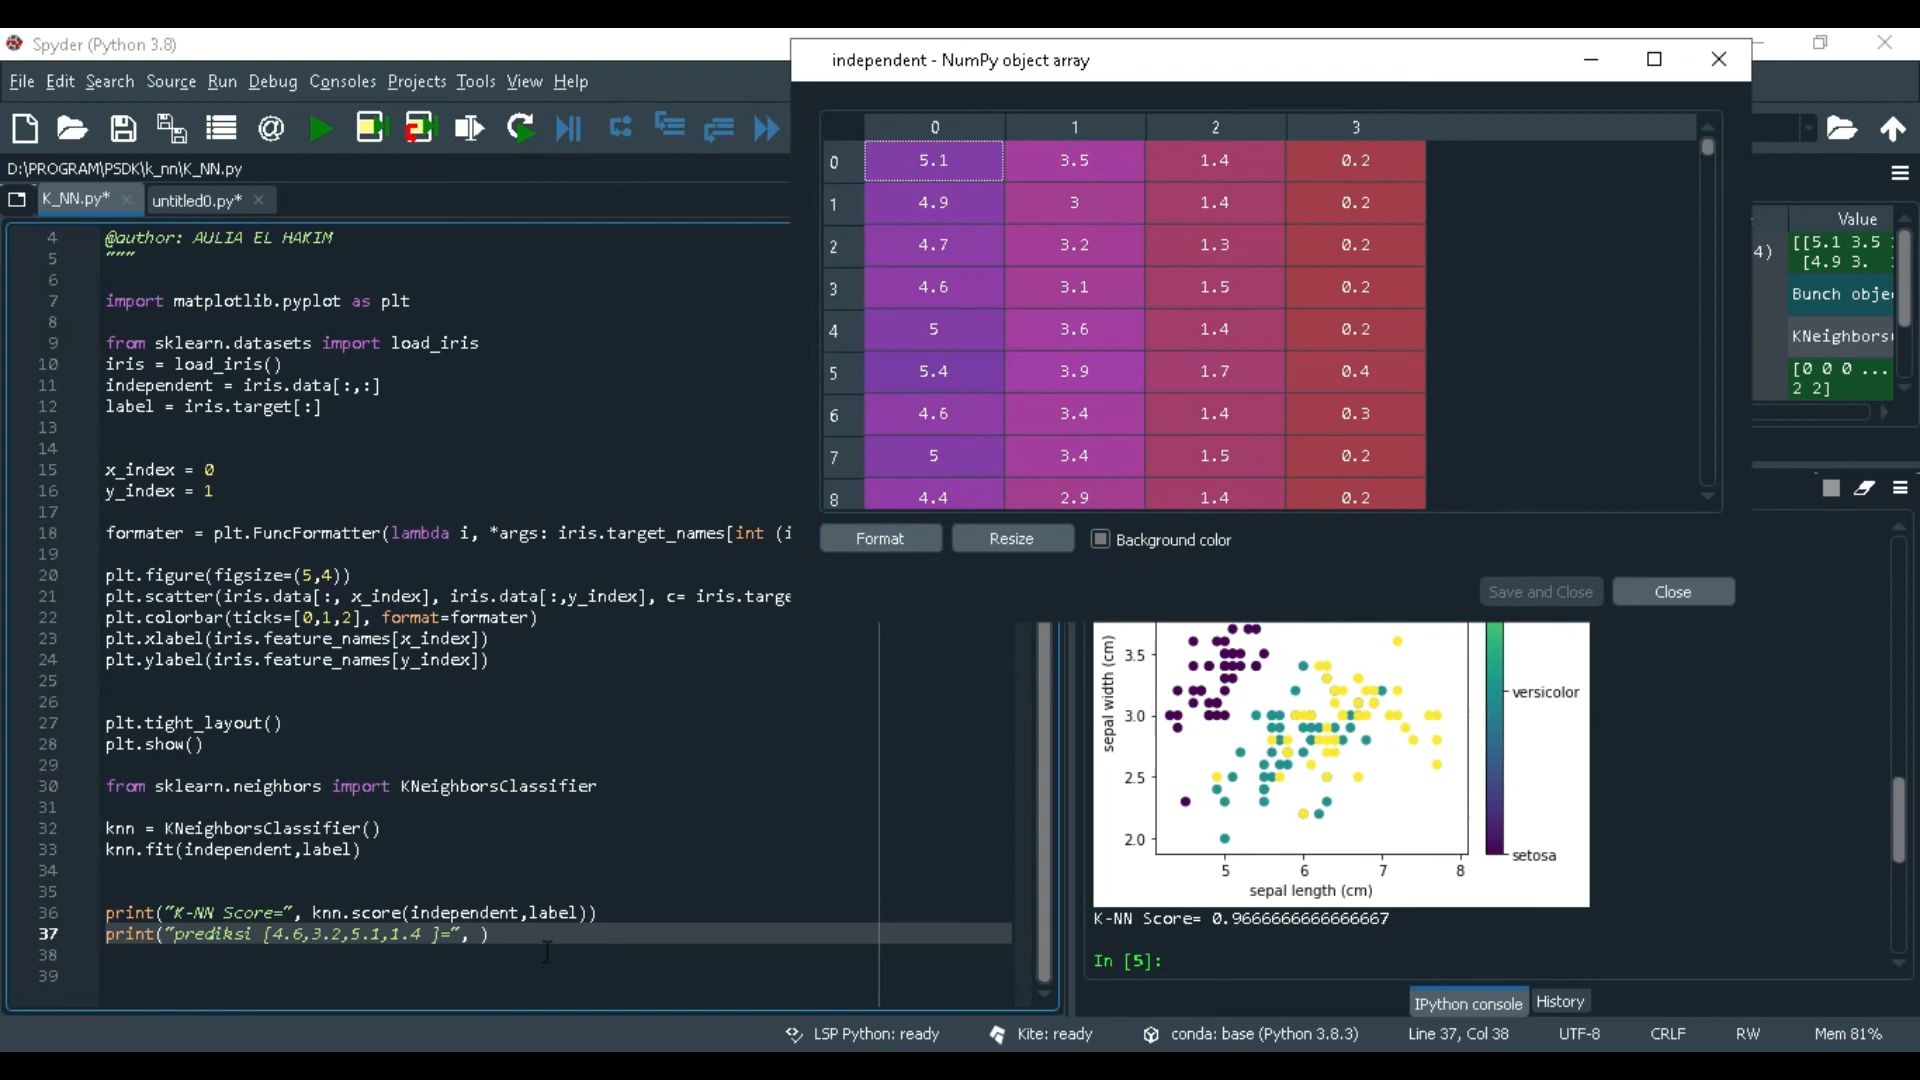 Spyder (Python 3.8)
File Edit Search Source Run Debug Consoles Projects Tools View Help
D:\PROGRAM\PSDK\k_nn\K_NN.py
K_NN.py* untitled0.py*
4 @author: AULIA EL HAKIM
5 """
6
7 import matplotlib.pyplot as plt
8
9 from sklearn.datasets import load_iris
10 iris = load_iris()
11 independent = iris.data[:,:]
12 label = iris.target[:]
13
14
15 x_index = 0
16 y_index = 1
17
18 formater = plt.FuncFormatter(lambda i, *args: iris.target_names[int (i
19
20 plt.figure(figsize=(5,4))
21 plt.scatter(iris.data[:, x_index], iris.data[:,y_index], c= iris.targe
22 plt.colorbar(ticks=[0,1,2], format=formater)
23 plt.xlabel(iris.feature_names[x_index])
24 plt.ylabel(iris.feature_names[y_index])
25
26
27 plt.tight_layout()
28 plt.show()
29
30 from sklearn.neighbors import KNeighborsClassifier
31
32 knn = KNeighborsClassifier()
33 knn.fit(independent,label)
34
35
36 print("K-NN Score=", knn.score(independent,label))
37 print("prediksi [4.6,3.2,5.1,1.4 ]=", )
38
39
independent - NumPy object array
0 1 2 3
0 5.1 3.5 1.4 0.2
1 4.9 3 1.4 0.2
2 4.7 3.2 1.3 0.2
3 4.6 3.1 1.5 0.2
4 5 3.6 1.4 0.2
5 5.4 3.9 1.7 0.4
6 4.6 3.4 1.4 0.3
7 5 3.4 1.5 0.2
8 4.4 2.9 1.4 0.2
Format Resize Background color
Save and Close Close
Value
4) [[5.1 3.5
[4.9 3.
Bunch obje
KNeighbors
[0 0 0 ...
2 2]
sepal width (cm)
3.5
3.0
2.5
2.0
5 6 7 8
sepal length (cm)
versicolor
setosa
K-NN Score= 0.9666666666666667
In [5]:
IPython console History
LSP Python: ready Kite: ready conda: base (Python 3.8.3) Line 37, Col 38 UTF-8 CRLF RW Mem 81%